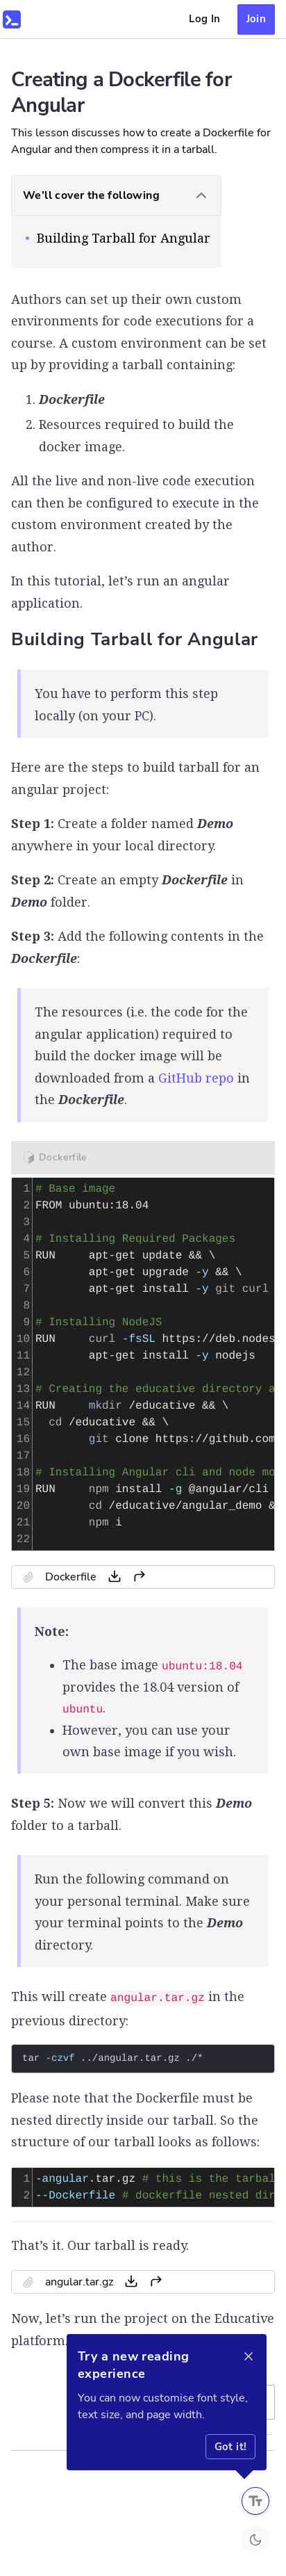 Log In
Join
Creating a Dockerfile for
Angular
This lesson discusses how to create a Dockerfile for
Angular and then compress it in a tarball.
We'll cover the following
• Building Tarball for Angular
Authors can set up their own custom
environments for code executions for a
course. A custom environment can be set
up by providing a tarball containing:
1. Dockerfile
2. Resources required to build the
docker image.
All the live and non-live code execution
can then be configured to execute in the
custom environment created by the
author.
In this tutorial, let's run an angular
application.
Building Tarball for Angular
You have to perform this step
locally (on your PC).
Here are the steps to build tarball for an
angular project:
Step 1: Create a folder named Demo
anywhere in your local directory.
Step 2: Create an empty Dockerfile in
Demo folder.
Step 3: Add the following contents in the
Dockerfile:
The resources (i.e. the code for the
angular application) required to
build the docker image will be
downloaded from a GitHub repo in
the Dockerfile.
Dockerfile
1 # Base image
2 FROM ubuntu:18.04
3
4 # Installing Required Packages
5 RUN apt-get update && \
6 apt-get upgrade -y && \
7 apt-get install -y git curl
8
9 # Installing NodeJS
10 RUN curl -fsSL https://deb.nodes
11 apt-get install -y nodejs
12
13 # Creating the educative directory a
14 RUN mkdir /educative && \
15 cd /educative && \
16 git clone https://github.com
17
18 # Installing Angular cli and node mo
19 RUN npm install -g @angular/cli
20 cd /educative/angular_demo &
21 npm i
22
Dockerfile
Note:
• The base image ubuntu:18.04
provides the 18.04 version of
ubuntu.
• However, you can use your
own base image if you wish.
Step 5: Now we will convert this Demo
folder to a tarball.
Run the following command on
your personal terminal. Make sure
your terminal points to the Demo
directory.
This will create angular.tar.gz in the
previous directory:
tar -czvf ../angular.tar.gz ./*
Please note that the Dockerfile must be
nested directly inside our tarball. So the
structure of our tarball looks as follows:
1 -angular.tar.gz # this is the tarbal
2 --Dockerfile # dockerfile nested dir
That's it. Our tarball is ready.
angular.tar.gz
Now, let's run the project on the Educative
platform.
Try a new reading
experience
You can now customise font style,
text size, and page width.
Got it!
TT